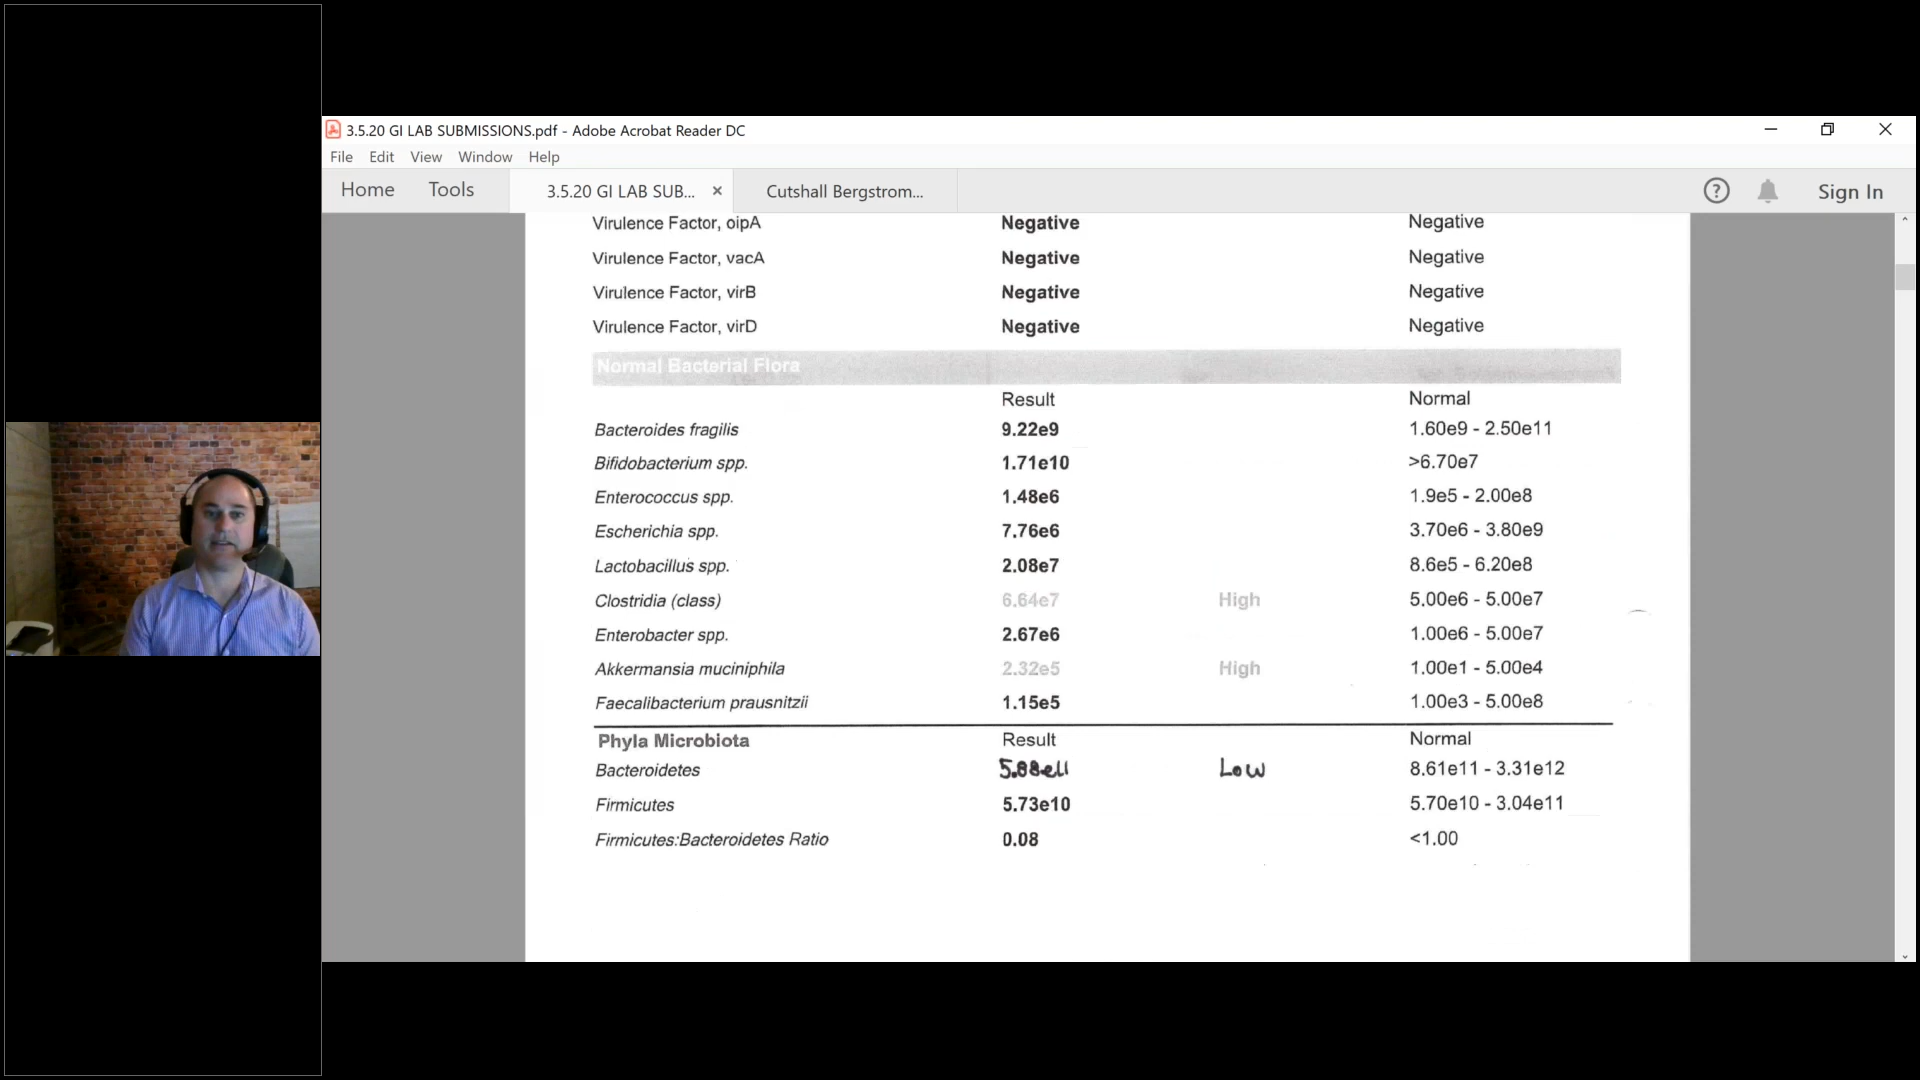 3.5.20 GI LAB SUBMISSIONS.pdf - Adobe Acrobat Reader DC
File Edit View Window Help
Home Tools 3.5.20 GI LAB SUB... × Cutshall Bergstrom... ? Sign In
Virulence Factor, oipA Negative Negative
Virulence Factor, vacA Negative Negative
Virulence Factor, virB Negative Negative
Virulence Factor, virD Negative Negative
Normal Bacterial Flora
Result Normal
Bacteroides fragilis 9.22e9 1.60e9 - 2.50e11
Bifidobacterium spp. 1.71e10 >6.70e7
Enterococcus spp. 1.48e6 1.9e5 - 2.00e8
Escherichia spp. 7.76e6 3.70e6 - 3.80e9
Lactobacillus spp. 2.08e7 8.6e5 - 6.20e8
Clostridia (class) 6.64e7 High 5.00e6 - 5.00e7
Enterobacter spp. 2.67e6 1.00e6 - 5.00e7
Akkermansia muciniphila 2.32e5 High 1.00e1 - 5.00e4
Faecalibacterium prausnitzii 1.15e5 1.00e3 - 5.00e8
Phyla Microbiota Result Normal
Bacteroidetes 5.88e11 Low 8.61e11 - 3.31e12
Firmicutes 5.73e10 5.70e10 - 3.04e11
Firmicutes:Bacteroidetes Ratio 0.08 <1.00